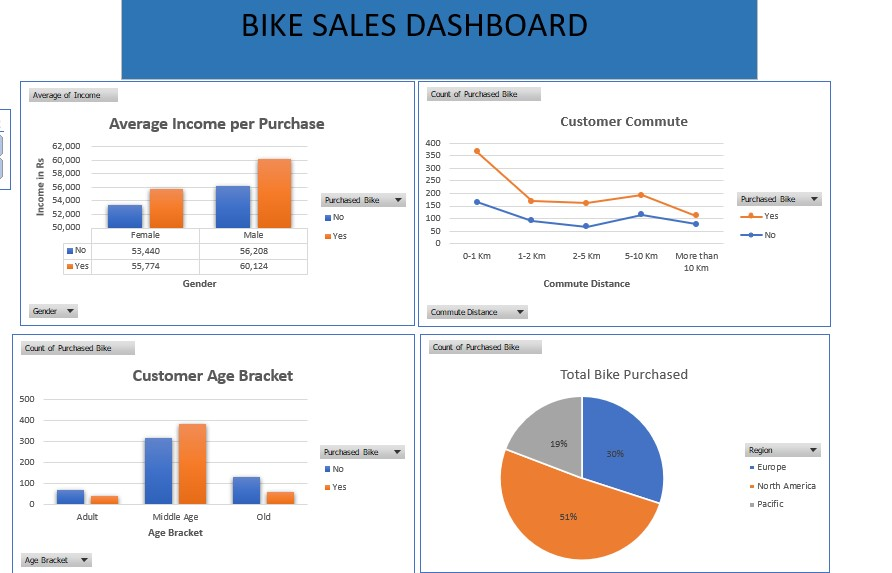 BIKE SALES DASHBOARD
Average of Income
Average Income per Purchase
62,000
60,000
58,000
56,000
54,000
52,000
50,000
Income in Rs
Female Male
No 53,440 56,208
Yes 55,774 60,124
Gender
Purchased Bike
No
Yes
Gender
Count of Purchased Bike
Customer Commute
400
350
300
250
200
150
100
50
0
0-1 Km 1-2 Km 2-5 Km 5-10 Km More than
10 Km
Commute Distance
Purchased Bike
Yes
No
Commute Distance
Count of Purchased Bike
Customer Age Bracket
500
400
300
200
100
0
Adult Middle Age Old
Age Bracket
Purchased Bike
No
Yes
Age Bracket
Count of Purchased Bike
Total Bike Purchased
19%
30%
51%
Region
Europe
North America
Pacific